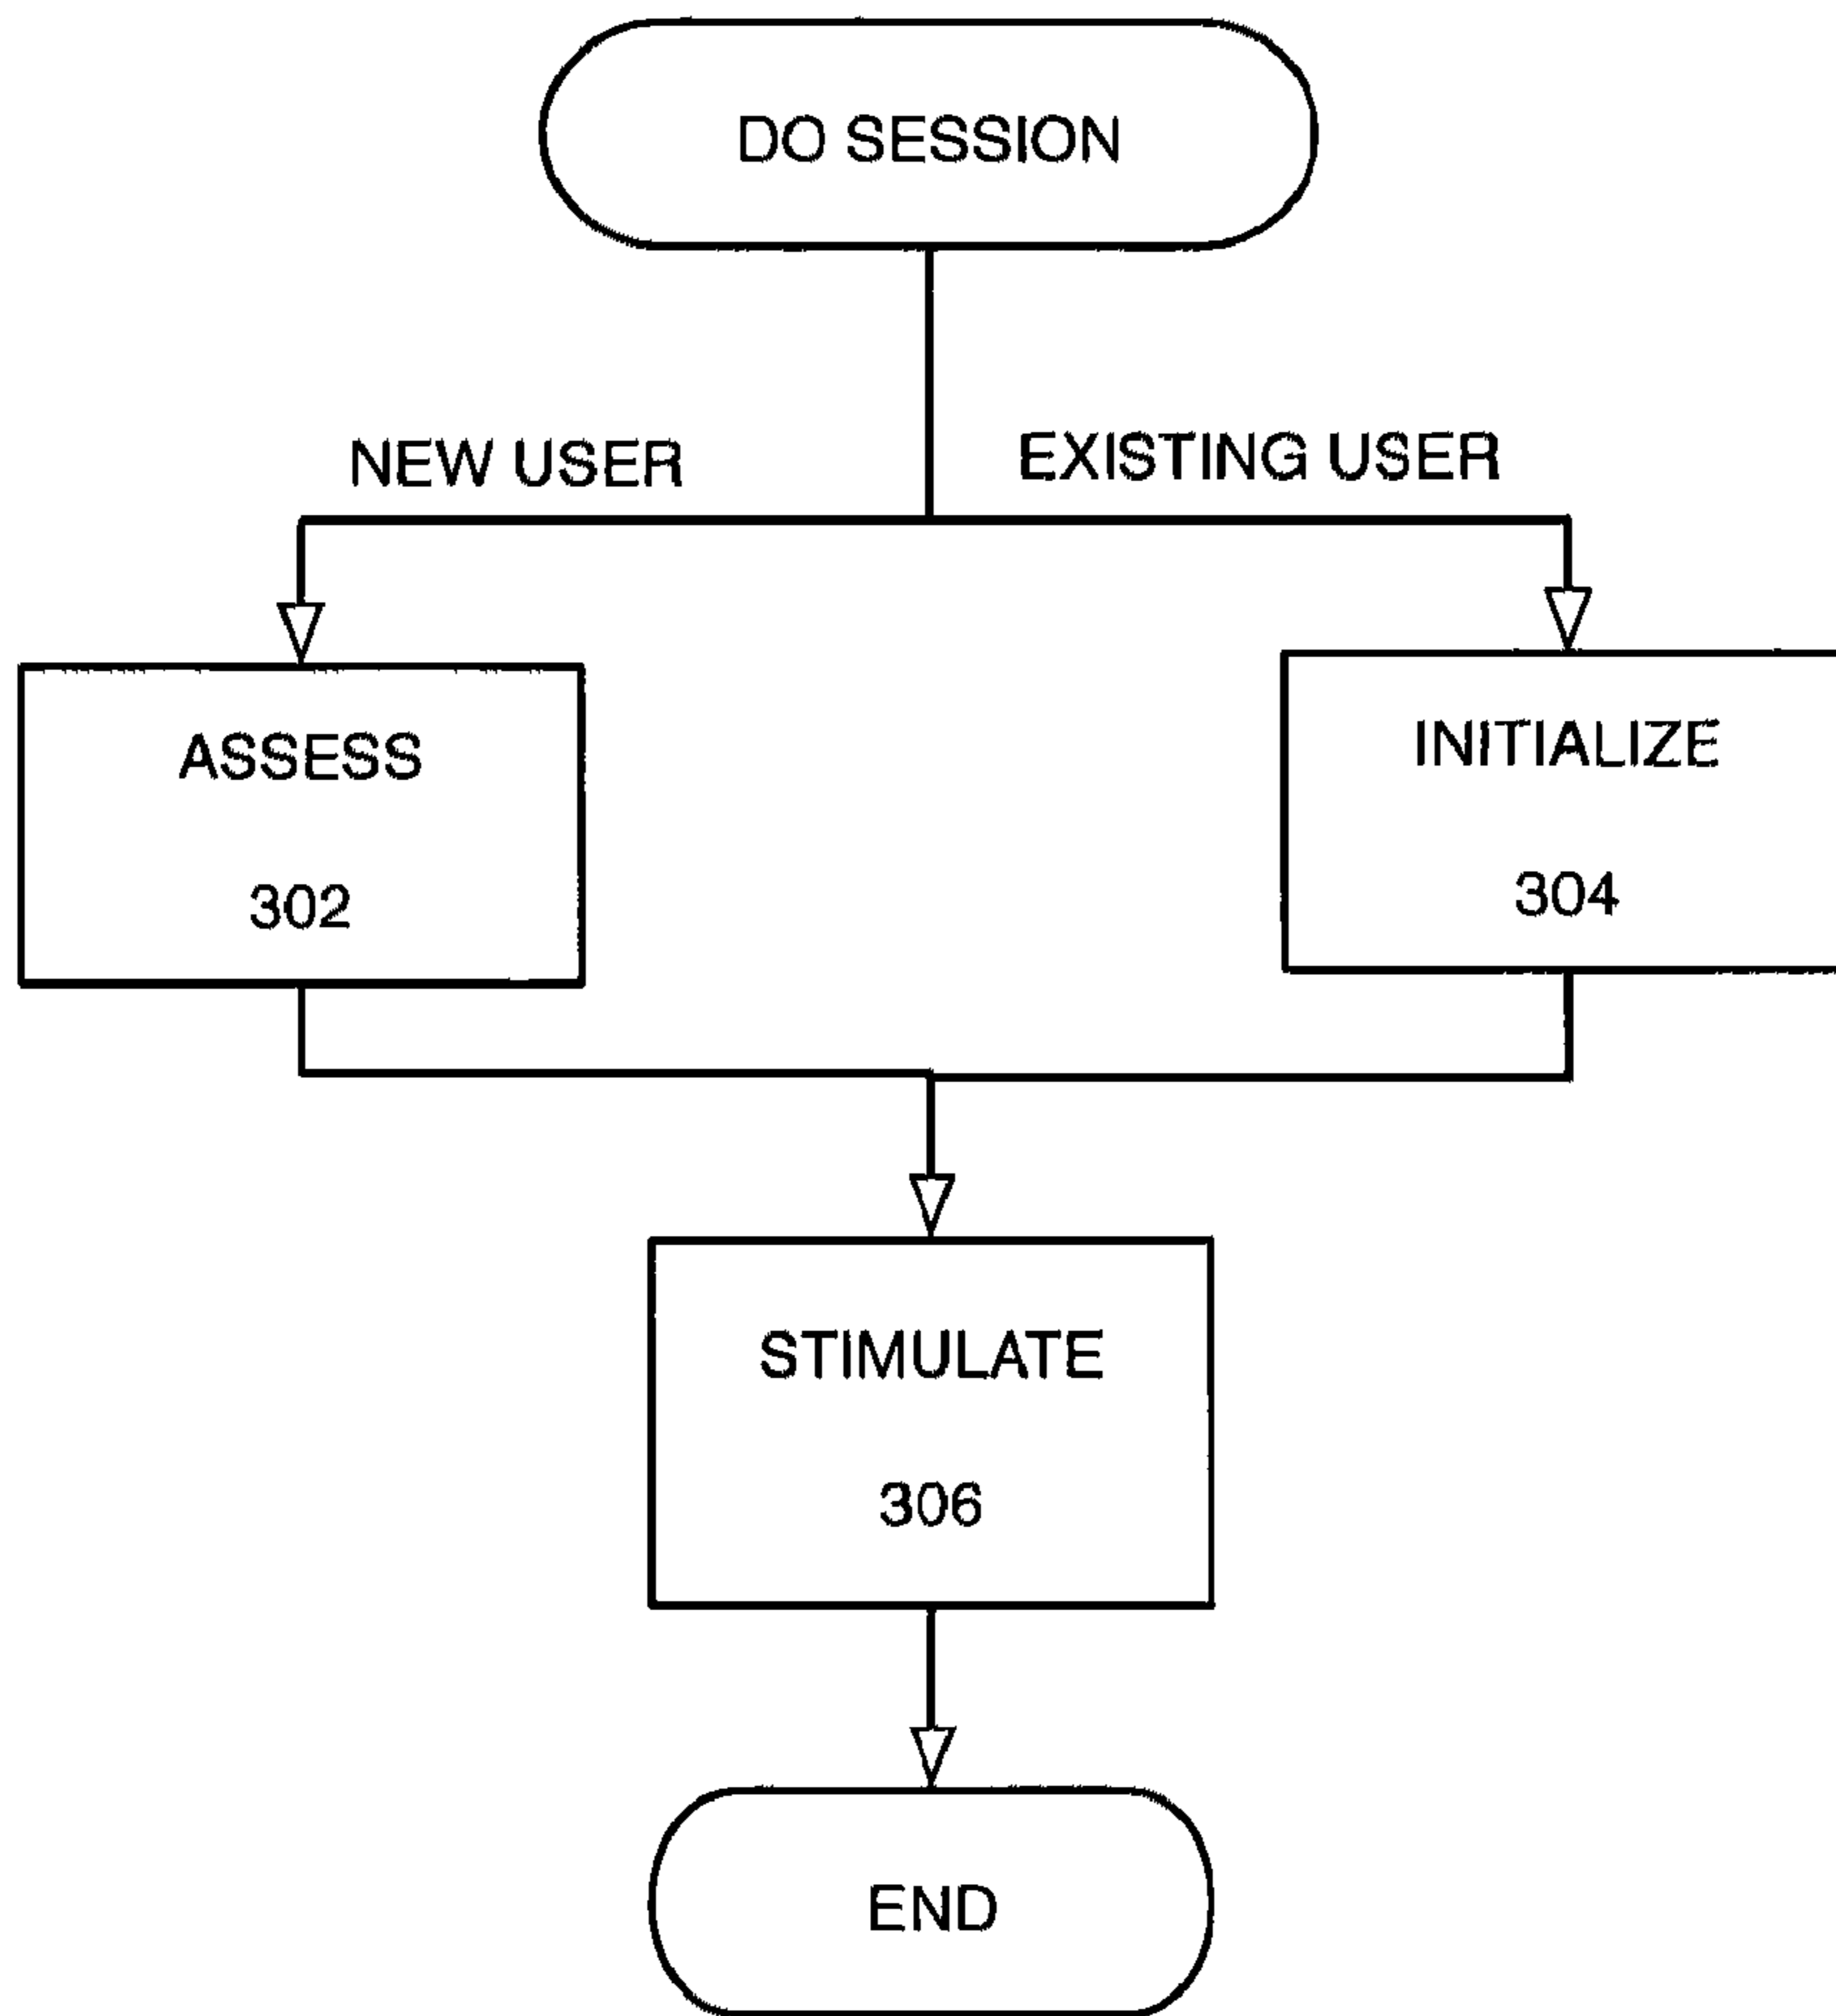 DO SESSION
NEW USER
EXISTING USER
ASSESS
302
INITIALIZE
304
STIMULATE
306
END